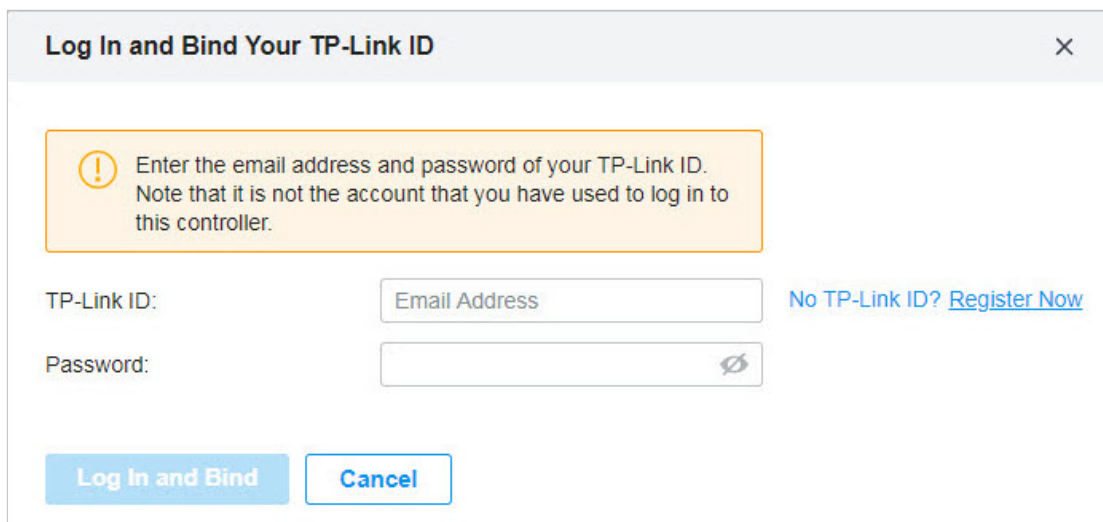 Log In and Bind Your TP-Link ID
Enter the email address and password of your TP-Link ID.
Note that it is not the account that you have used to log in to
this controller.
TP-Link ID:
Email Address
No TP-Link ID? Register Now
Password:
Log In and Bind
Cancel